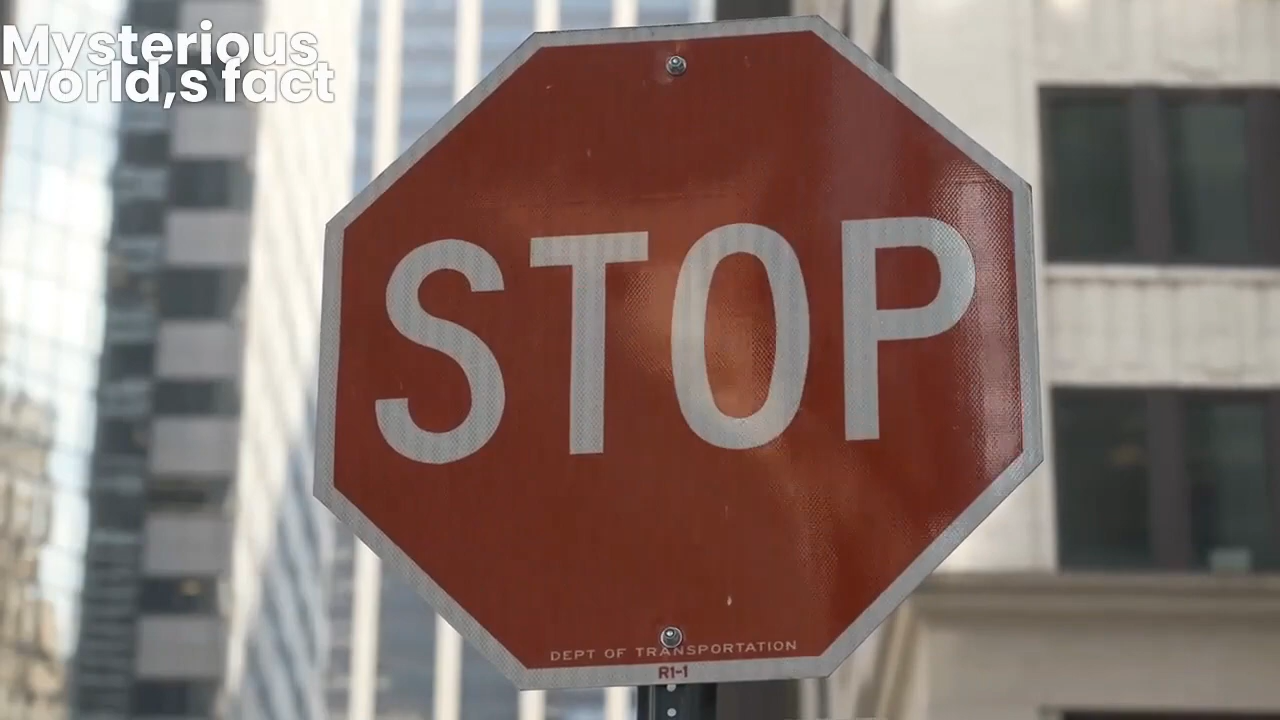 Mysterious
world,s fact
STOP
DEPT OF TRANSPORTATION
R1-1